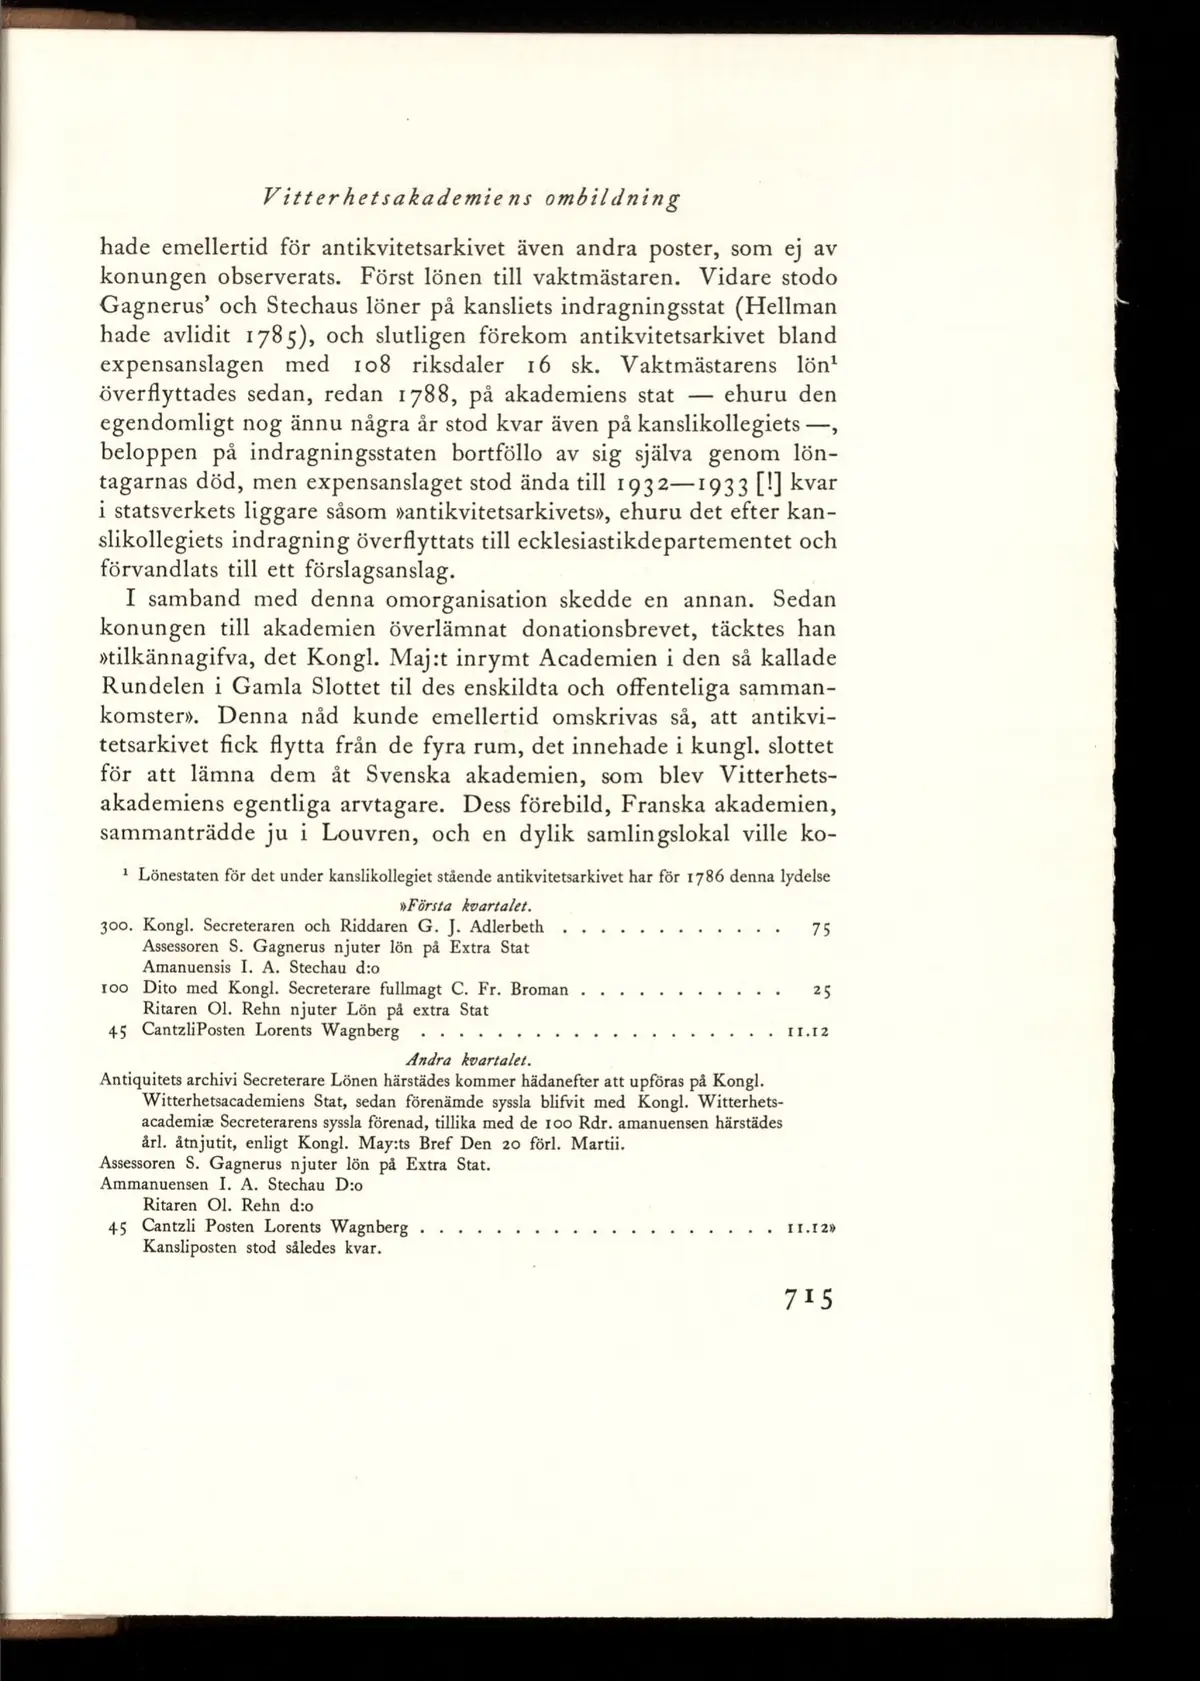 Vitterhetsakademiens ombildning
hade emellertid för antikvitetsarkivet även andra poster, som ej av
konungen observerats. Först lönen till vaktmästaren. Vidare stodo
Gagnerus’ och Stechaus löner på kansliets indragningsstat (Hellman
hade avlidit 1785), och slutligen förekom antikvitetsarkivet bland
expensanslagen med 108 riksdaler 16 sk. Vaktmästarens lön¹
överflyttades sedan, redan 1788, på akademiens stat — ehuru den
egendomligt nog ännu några år stod kvar även på kanslikollegiets —,
beloppen på indragningsstaten bortföllo av sig själva genom lön-
tagarnas död, men expensanslaget stod ända till 1932—1933 [!] kvar
i statsverkets liggare såsom »antikvitetsarkivets», ehuru det efter kan-
slikollegiets indragning överflyttats till ecklesiastikdepartementet och
förvandlats till ett förslagsanslag.
I samband med denna omorganisation skedde en annan. Sedan
konungen till akademien överlämnat donationsbrevet, täcktes han
»tilkännagifva, det Kongl. Maj:t inrymt Academien i den så kallade
Rundelen i Gamla Slottet til des enskildta och offenteliga samman-
komster». Denna nåd kunde emellertid omskrivas så, att antikvi-
tetsarkivet fick flytta från de fyra rum, det innehade i kungl. slottet
för att lämna dem åt Svenska akademien, som blev Vitterhets-
akademiens egentliga arvtagare. Dess förebild, Franska akademien,
sammanträdde ju i Louvren, och en dylik samlingslokal ville ko-
¹ Lönestaten för det under kanslikollegiet stående antikvitetsarkivet har för 1786 denna lydelse
»Första kvartalet.
300. Kongl. Secreteraren och Riddaren G. J. Adlerbeth . . . . . . . . . . . . 75
Assessoren S. Gagnerus njuter lön på Extra Stat
Amanuensis I. A. Stechau d:o
100 Dito med Kongl. Secreterare fullmagt C. Fr. Broman . . . . . . . . . . . 25
Ritaren Ol. Rehn njuter Lön på extra Stat
45 CantzliPosten Lorents Wagnberg . . . . . . . . . . . . . . . . . . . 11.12
Andra kvartalet.
Antiquitets archivi Secreterare Lönen härstädes kommer hädanefter att upföras på Kongl.
Witterhetsacademiens Stat, sedan förenämde syssla blifvit med Kongl. Witterhets-
academiæ Secreterarens syssla förenad, tillika med de 100 Rdr. amanuensen härstädes
årl. åtnjutit, enligt Kongl. May:ts Bref Den 20 förl. Martii.
Assessoren S. Gagnerus njuter lön på Extra Stat.
Ammanuensen I. A. Stechau D:o
Ritaren Ol. Rehn d:o
45 Cantzli Posten Lorents Wagnberg . . . . . . . . . . . . . . . . . . . 11.12»
Kansliposten stod således kvar.
715